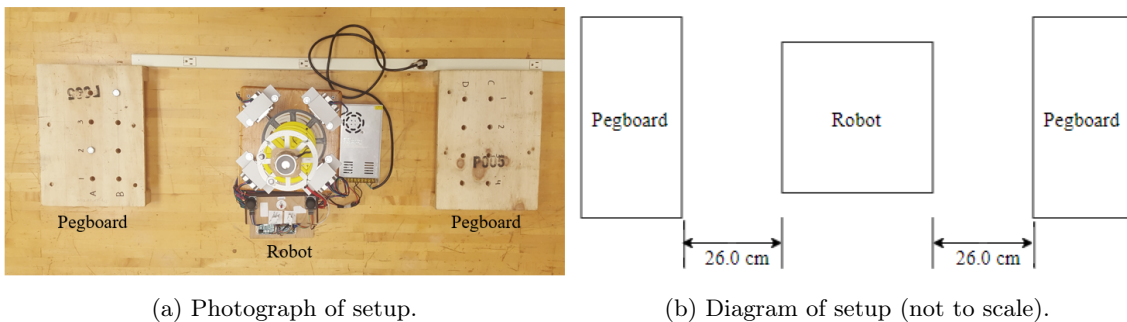 Pegboard
Robot
Pegboard
Pegboard
Robot
Pegboard
26.0 cm
26.0 cm
(a) Photograph of setup.
(b) Diagram of setup (not to scale).